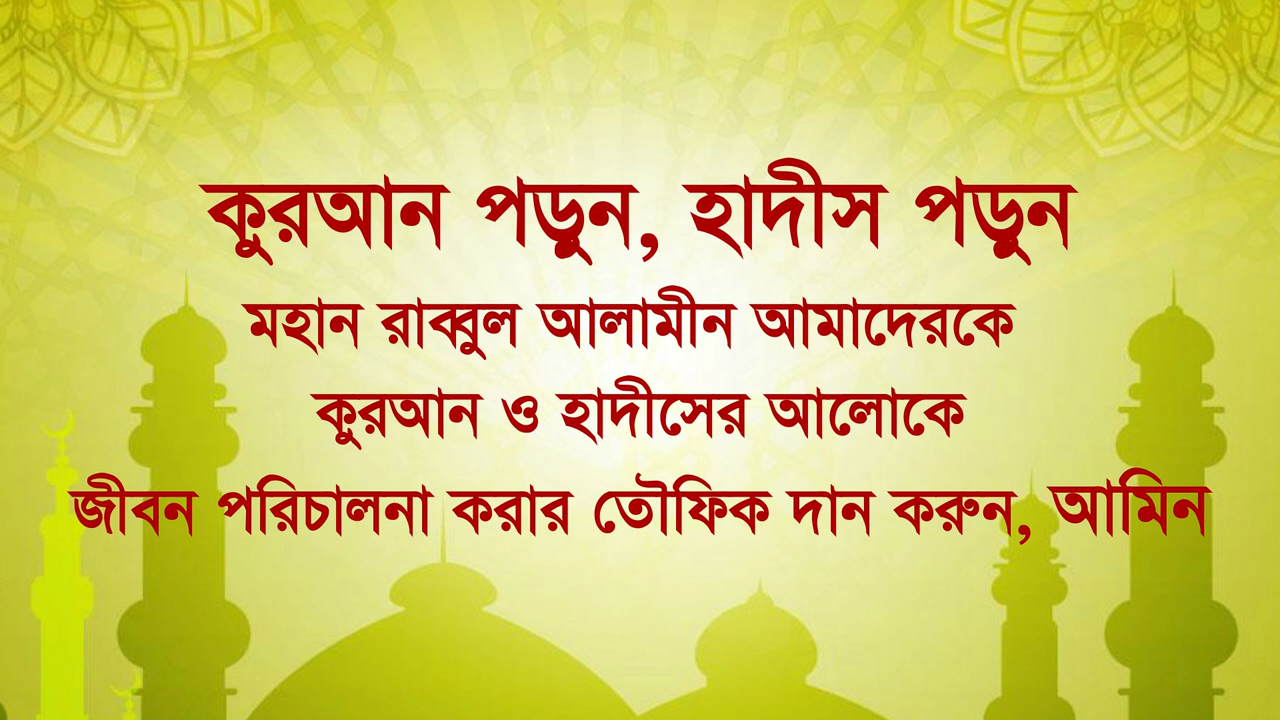 কুরআন পড়ুন, হাদীস পড়ুন
মহান রাব্বুল আলামীন আমাদেরকে
কুরআন ও হাদীসের আলোকে
জীবন পরিচালনা করার তৌফিক দান করুন, আমিন